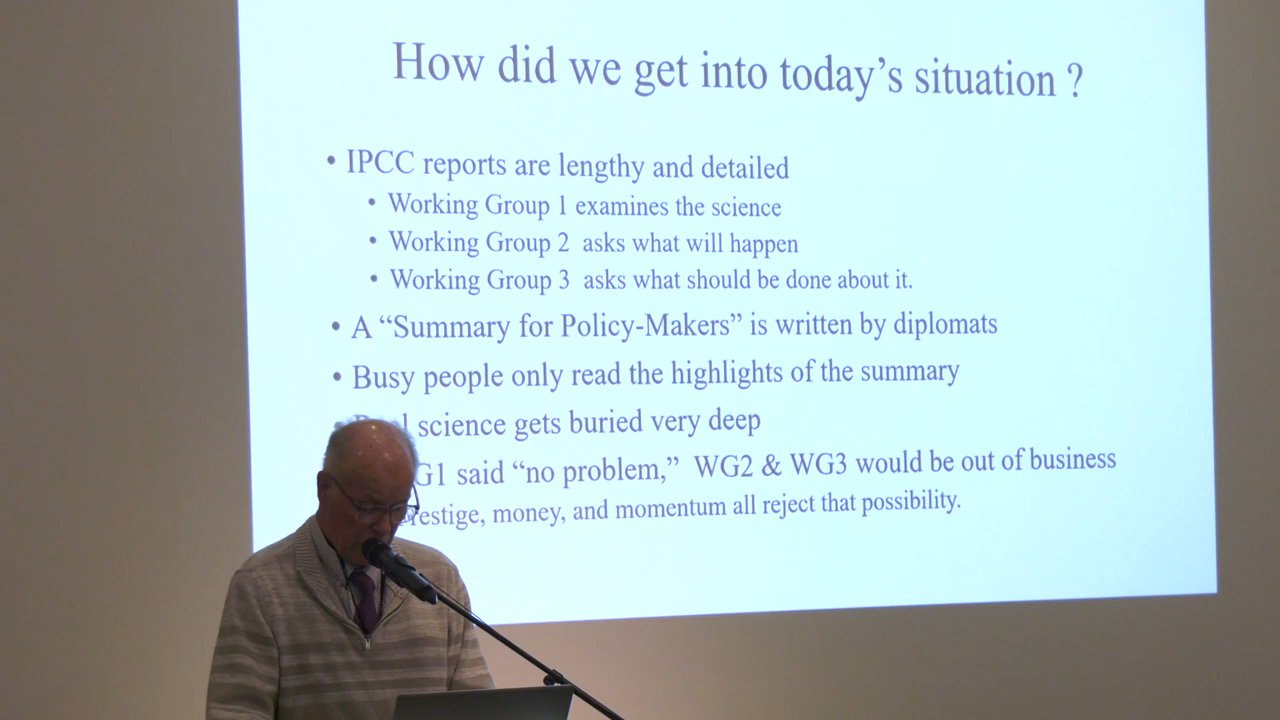 How did we get into today's situation ?
• IPCC reports are lengthy and detailed
• Working Group 1 examines the science
• Working Group 2 asks what will happen
• Working Group 3 asks what should be done about it.
• A “Summary for Policy-Makers” is written by diplomats
• Busy people only read the highlights of the summary
science gets buried very deep
said “no problem,” WG2 & WG3 would be out of business
money, and momentum all reject that possibility.